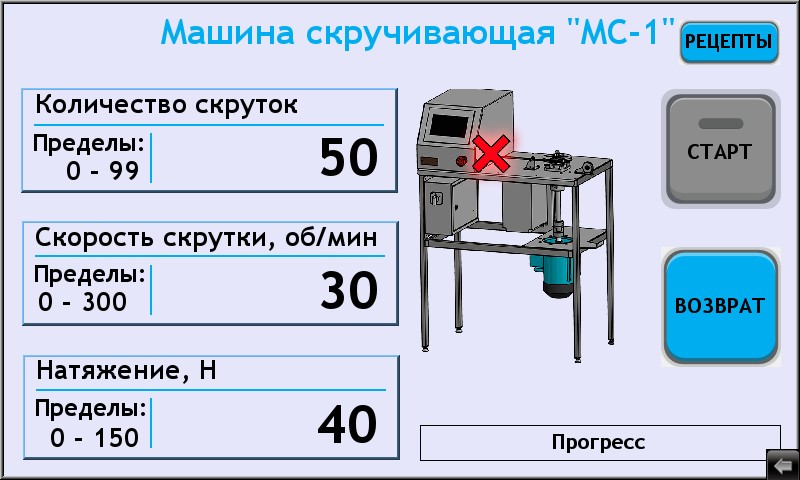 Машина скручивающая "МС-1"
РЕЦЕПТЫ
Количество скруток
Пределы:
0 - 99
50
СТАРТ
Скорость скрутки, об/мин
Пределы:
0 - 300
30
ВОЗВРАТ
Натяжение, Н
Пределы:
0 - 150
40
Прогресс